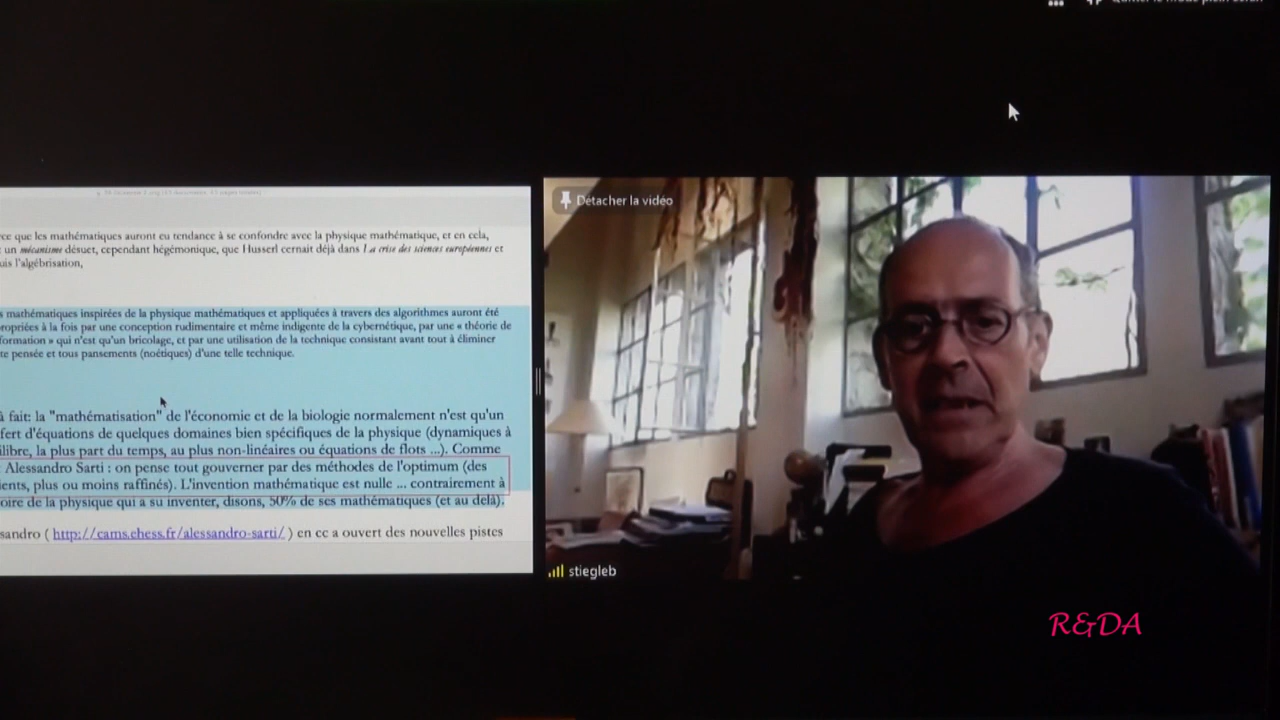 Quitter le mode plein écran
Détacher la vidéo
ce que les mathématiques auront eu tendance à se confondre avec la physique mathématique, et en cela,
un mécanisme désuet, cependant hégémonique, que Husserl cernait déjà dans La crise des sciences européennes et
uis l'algébrisation,
s mathématiques inspirées de la physique mathématiques et appliquées à travers des algorithmes auront été
ropriées à la fois par une conception rudimentaire et même indigente de la cybernétique, par une « théorie de
formation » qui n'est qu'un bricolage, et par une utilisation de la technique consistant avant tout à éliminer
te pensée et tous pansements (noétiques) d'une telle technique.
à fait: la "mathématisation" de l'économie et de la biologie normalement n'est qu'un
fert d'équations de quelques domaines bien spécifiques de la physique (dynamiques à
ilibre, la plus part du temps, au plus non-linéaires ou équations de flots ...). Comme
Alessandro Sarti : on pense tout gouverner par des méthodes de l'optimum (des
ients, plus ou moins raffinés). L'invention mathématique est nulle ... contrairement à
oire de la physique qui a su inventer, disons, 50% de ses mathématiques (et au delà).
sandro ( http://cams.ehess.fr/alessandro-sarti/ ) en cc a ouvert des nouvelles pistes
stiegleb
R&DA